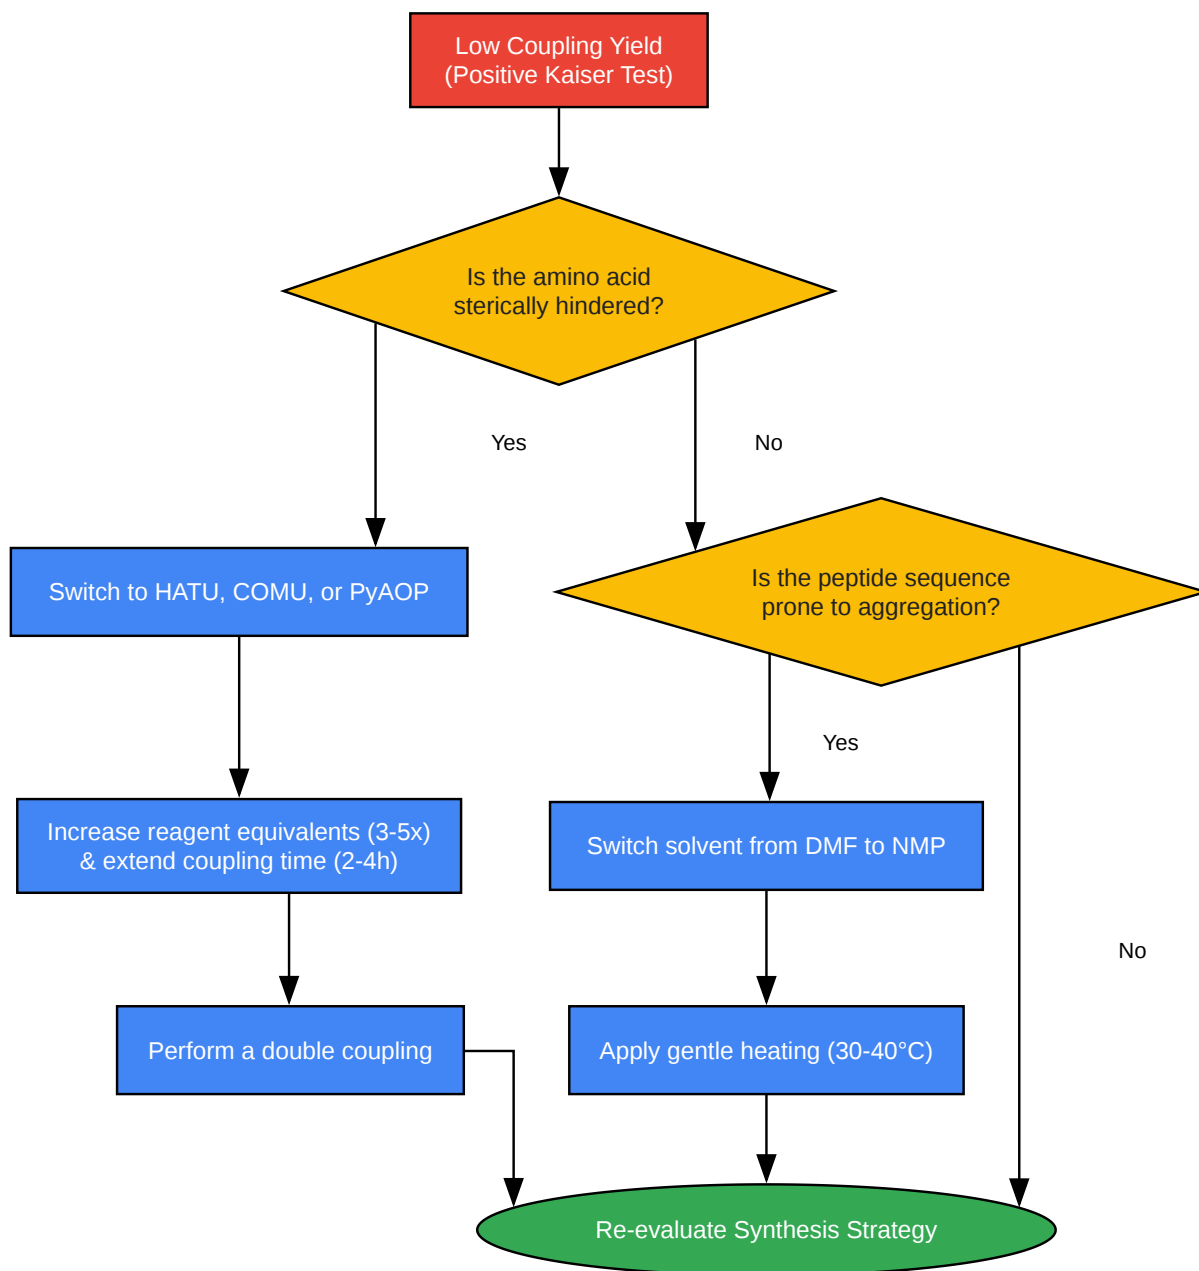 Low Coupling Yield
(Positive Kaiser Test)
Is the amino acid
sterically hindered?
Yes
No
Switch to HATU, COMU, or PyAOP
Is the peptide sequence
prone to aggregation?
Yes
Increase reagent equivalents (3-5x)
& extend coupling time (2-4h)
Switch solvent from DMF to NMP
No
Perform a double coupling
Apply gentle heating (30-40°C)
Re-evaluate Synthesis Strategy